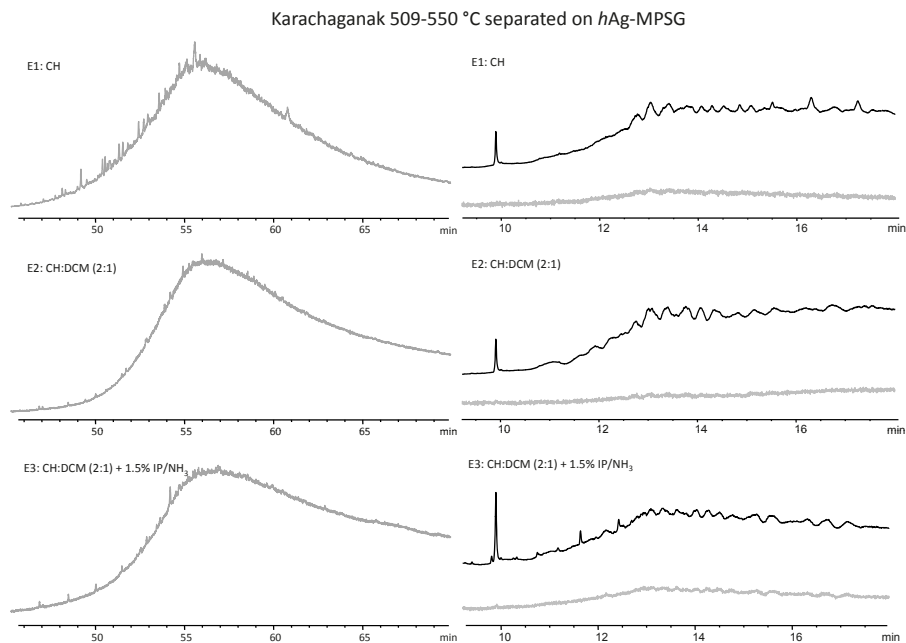 Karachaganak 509-550 °C separated on hAg-MPSG
E1: CH
50 55 60 65 min
E1: CH
10 12 14 16 min
E2: CH:DCM (2:1)
50 55 60 65 min
E2: CH:DCM (2:1)
10 12 14 16 min
E3: CH:DCM (2:1) + 1.5% IP/NH₃
50 55 60 65 min
E3: CH:DCM (2:1) + 1.5% IP/NH₃
10 12 14 16 min